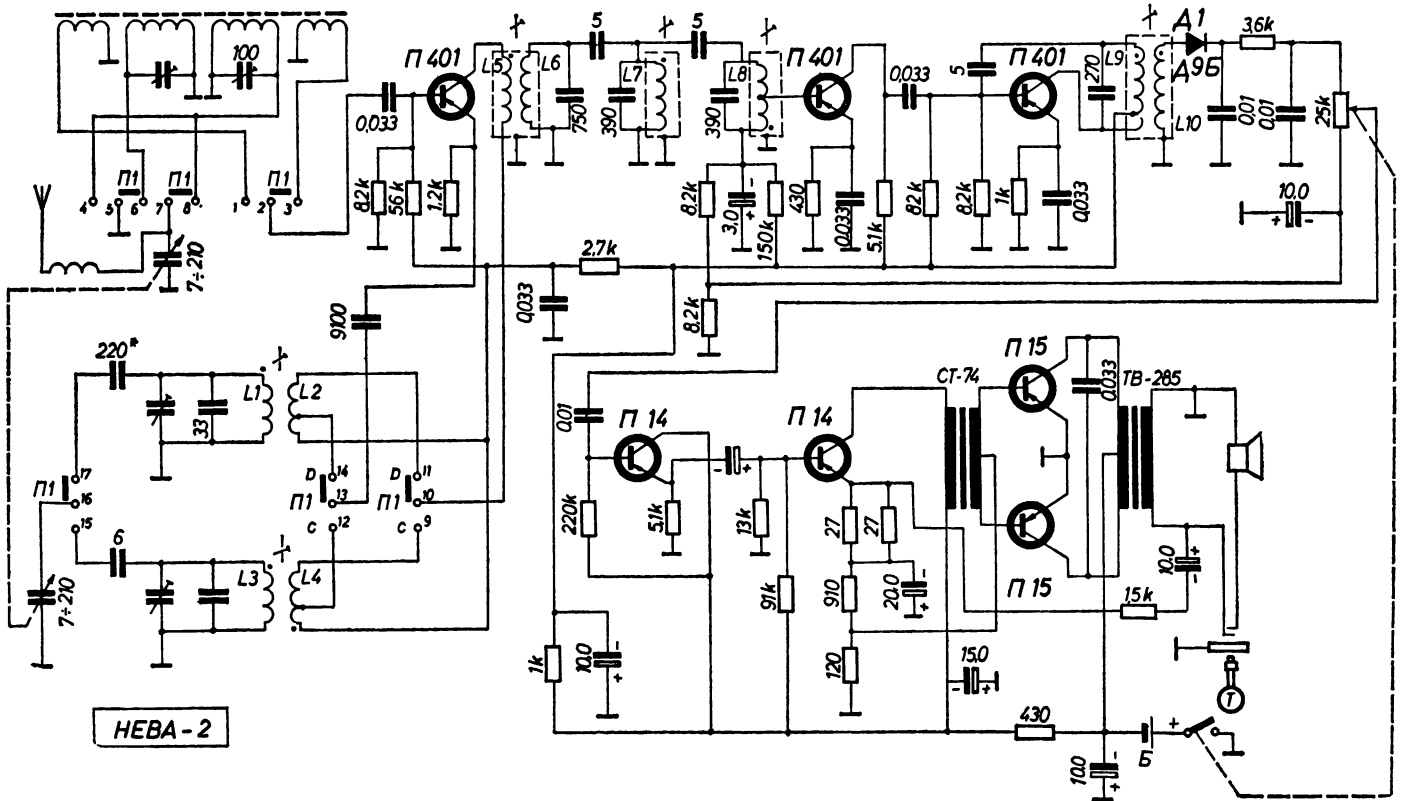 100
П 401
5
5
П 401
П 401
Д1
3,6k
Д9Б
L5
L6
L7
L8
L9
L10
0,033
750
390
390
0,033
5
270
0,01
0,01
25k
4
П1
5
6
П1
7
8
1
П1
2
3
8,2k
56k
1.2k
8,2k
3,0
-
+
150k
430
0,033
5,1k
82k
8,2k
1k
0,033
10,0
+
-
7÷210
2,7k
0,033
8,2k
9100
220*
L1
L2
33
П 15
СТ-74
0,033
ТВ-285
0,01
П 14
П 14
17
П1
16
15
D
14
П1
13
C
12
D
11
П1
10
C
9
220k
5,1k
-
+
13k
27
27
П 15
10,0
+
-
6
L3
L4
7÷210
91k
910
20,0
-
+
1,5k
1k
10,0
-
+
120
15,0
-
+
Т
430
Б
+
10,0
-
+
НЕВА-2